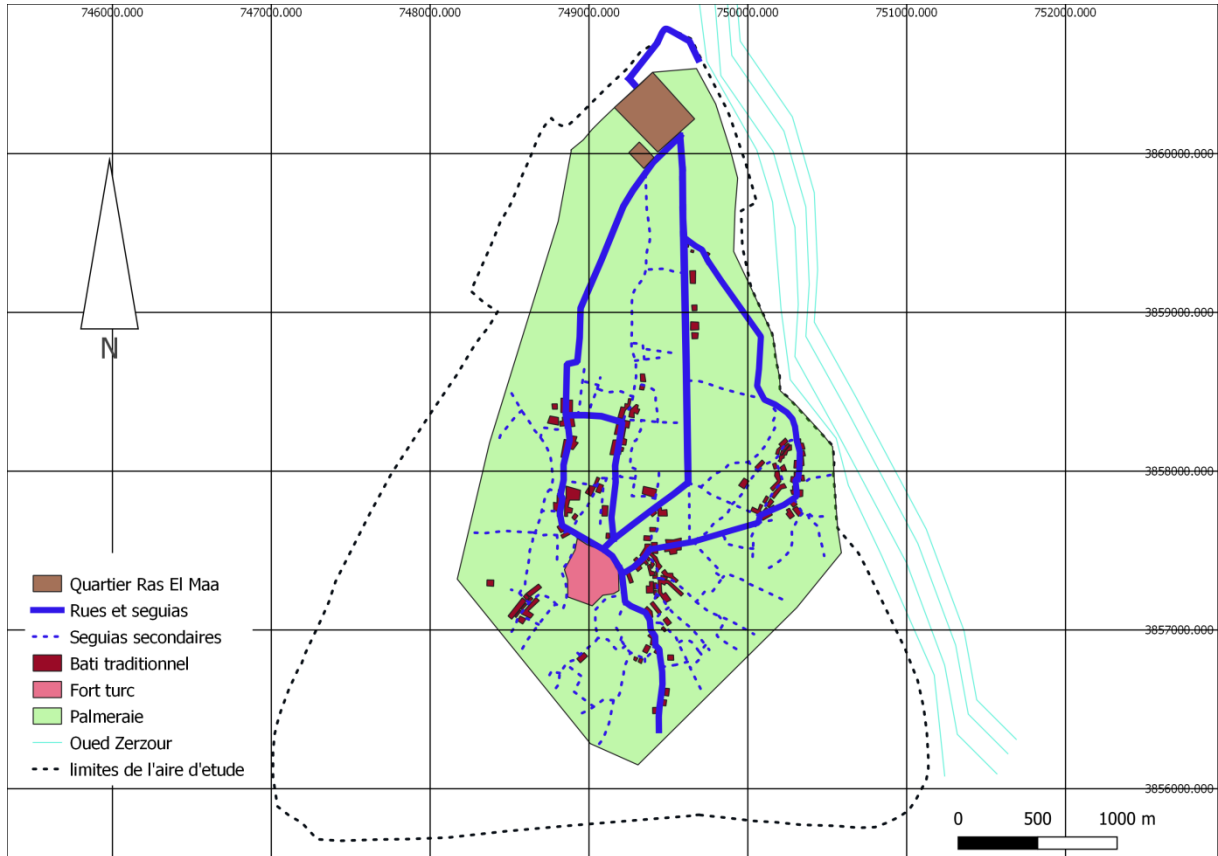 746000.000 747000.000 748000.000 749000.000 750000.000 751000.000 752000.000
3860000.000
3859000.000
N
3858000.000
Quartier Ras El Maa
Rues et seguias
3857000.000
Seguias secondaires
Bati traditionnel
Fort turc
Palmeraie
Oued Zerzour
limites de l'aire d'etude
3856000.000
0 500 1000 m